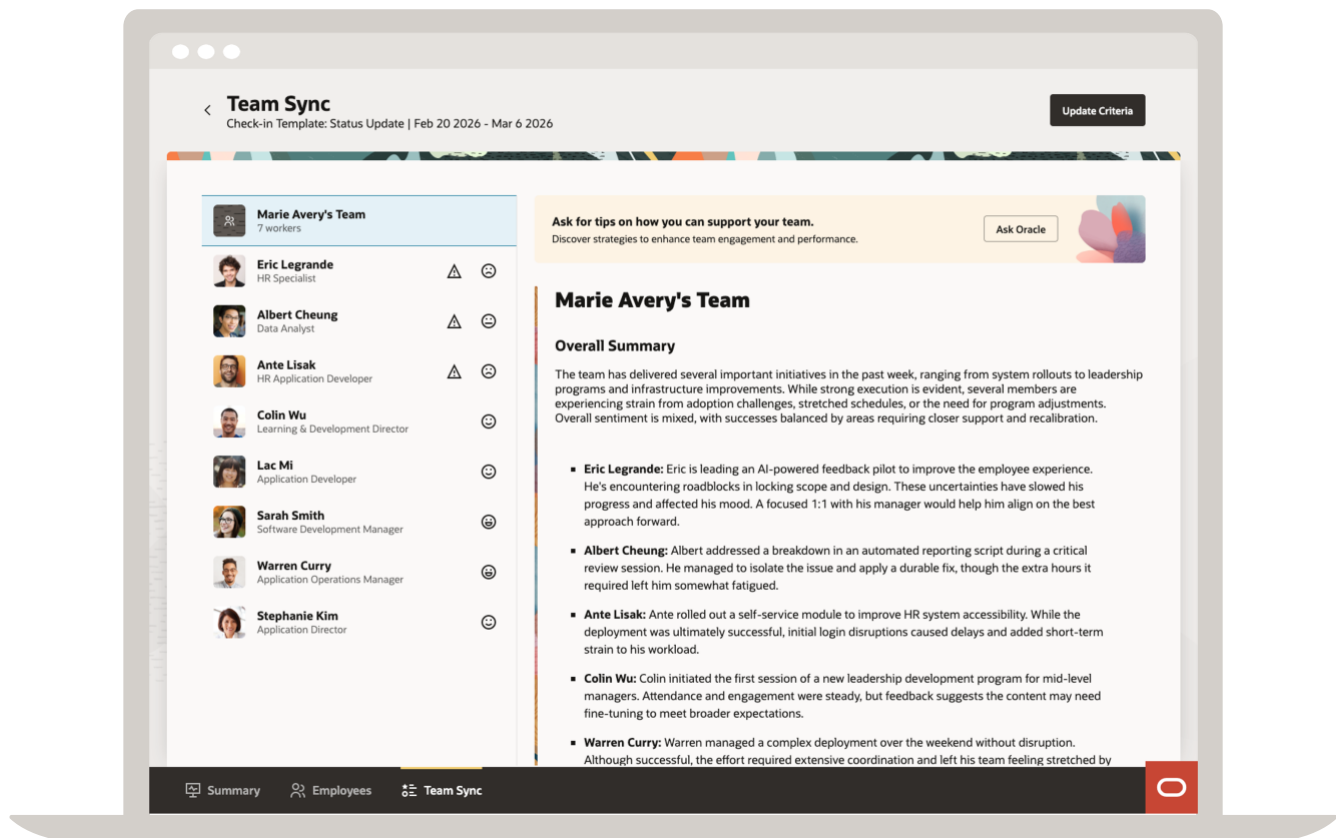 Team Sync
Check-in Template: Status Update | Feb 20 2026 - Mar 6 2026
Update Criteria
Marie Avery's Team
7 workers
Eric Legrande
HR Specialist
Albert Cheung
Data Analyst
Ante Lisak
HR Application Developer
Colin Wu
Learning & Development Director
Lac Mi
Application Developer
Sarah Smith
Software Development Manager
Warren Curry
Application Operations Manager
Stephanie Kim
Application Director
Ask for tips on how you can support your team.
Discover strategies to enhance team engagement and performance.
Ask Oracle
Marie Avery's Team
Overall Summary
The team has delivered several important initiatives in the past week, ranging from system rollouts to leadership
programs and infrastructure improvements. While strong execution is evident, several members are
experiencing strain from adoption challenges, stretched schedules, or the need for program adjustments.
Overall sentiment is mixed, with successes balanced by areas requiring closer support and recalibration.
▪ Eric Legrande: Eric is leading an AI-powered feedback pilot to improve the employee experience.
He's encountering roadblocks in locking scope and design. These uncertainties have slowed his
progress and affected his mood. A focused 1:1 with his manager would help him align on the best
approach forward.
▪ Albert Cheung: Albert addressed a breakdown in an automated reporting script during a critical
review session. He managed to isolate the issue and apply a durable fix, though the extra hours it
required left him somewhat fatigued.
▪ Ante Lisak: Ante rolled out a self-service module to improve HR system accessibility. While the
deployment was ultimately successful, initial login disruptions caused delays and added short-term
strain to his workload.
▪ Colin Wu: Colin initiated the first session of a new leadership development program for mid-level
managers. Attendance and engagement were steady, but feedback suggests the content may need
fine-tuning to meet broader expectations.
▪ Warren Curry: Warren managed a complex deployment over the weekend without disruption.
Although successful, the effort required extensive coordination and left his team feeling stretched by
Summary
Employees
Team Sync